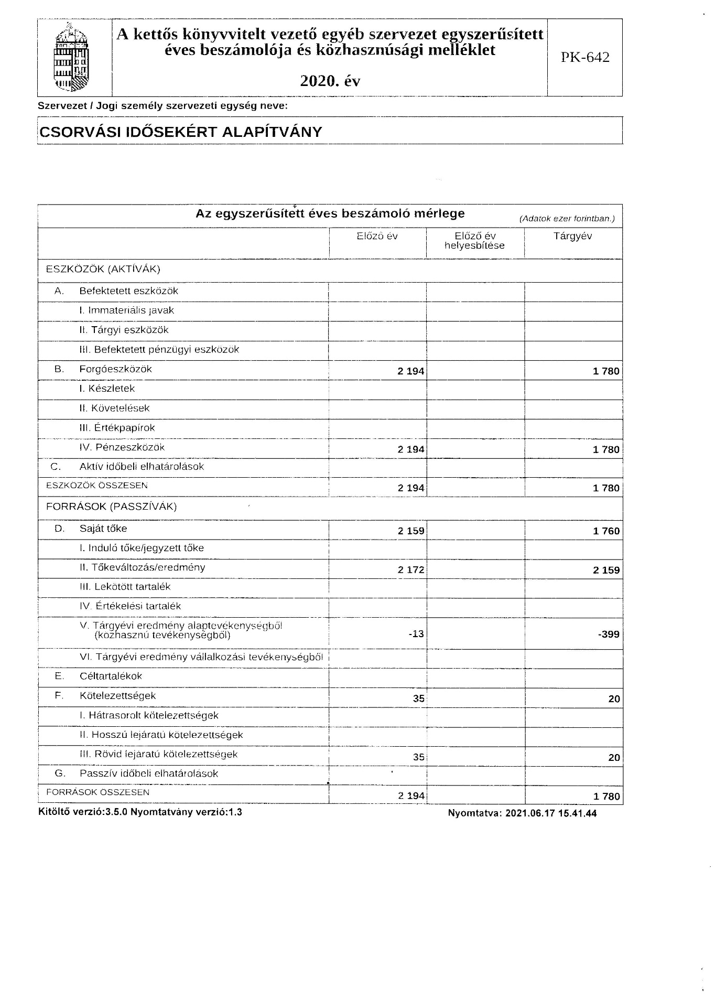 A kettős könyvvitelt vezető egyéb szervezet egyszerűsített
éves beszámolója és közhasznúsági melléklet
2020. év
PK-642
Szervezet / Jogi személy szervezeti egység neve:
CSORVÁSI IDŐSEKÉRT ALAPÍTVÁNY
Az egyszerűsített éves beszámoló mérlege (Adatok ezer forintban.)
Előző év Előző év helyesbítése Tárgyév
ESZKÖZÖK (AKTÍVÁK)
A. Befektetett eszközök
I. Immateriális javak
II. Tárgyi eszközök
III. Befektetett pénzügyi eszközök
B. Forgóeszközök 2 194 1 780
I. Készletek
II. Követelések
III. Értékpapírok
IV. Pénzeszközök 2 194 1 780
C. Aktív időbeli elhatárolások
ESZKÖZÖK ÖSSZESEN 2 194 1 780
FORRÁSOK (PASSZÍVÁK)
D. Saját tőke 2 159 1 760
I. Induló tőke/jegyzett tőke
II. Tőkeváltozás/eredmény 2 172 2 159
III. Lekötött tartalék
IV. Értékelési tartalék
V. Tárgyévi eredmény alaptevékenységből
(közhasznú tevékenységből) -13 -399
VI. Tárgyévi eredmény vállalkozási tevékenységből
E. Céltartalékok
F. Kötelezettségek 35 20
I. Hátrasorolt kötelezettségek
II. Hosszú lejáratú kötelezettségek
III. Rövid lejáratú kötelezettségek 35 20
G. Passzív időbeli elhatárolások
FORRÁSOK ÖSSZESEN 2 194 1 780
Kitöltő verzió:3.5.0 Nyomtatvány verzió:1.3 Nyomtatva: 2021.06.17 15.41.44